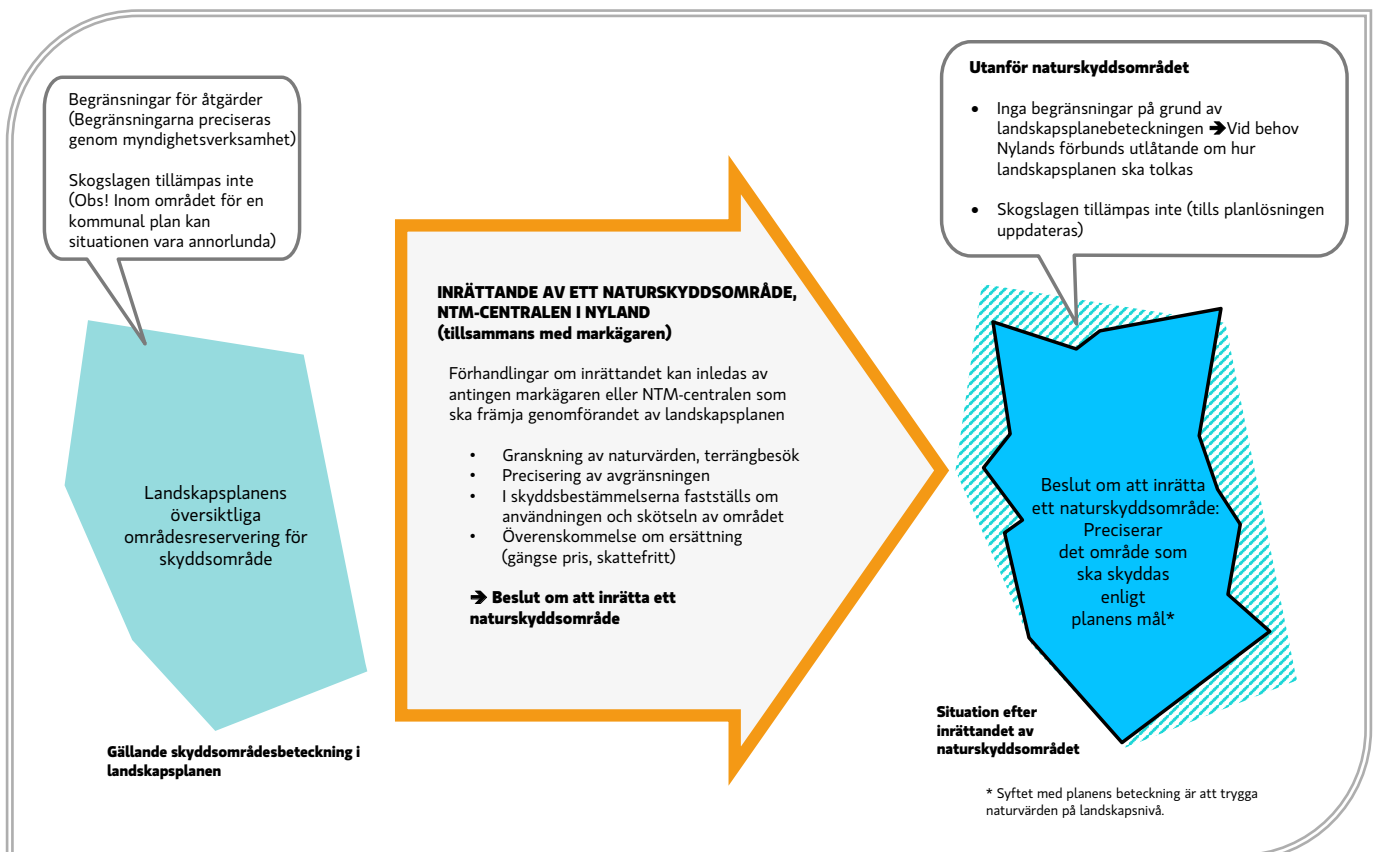 Begränsningar för åtgärder
(Begränsningarna preciseras
genom myndighetsverksamhet)
Skogslagen tillämpas inte
(Obs! Inom området för en
kommunal plan kan
situationen vara annorlunda)
Landskapsplanens
översiktliga
områdesreservering för
skyddsområde
Gällande skyddsområdesbeteckning i
landskapsplanen
INRÄTTANDE AV ETT NATURSKYDDSOMRÅDE,
NTM-CENTRALEN I NYLAND
(tillsammans med markägaren)
Förhandlingar om inrättandet kan inledas av
antingen markägaren eller NTM-centralen som
ska främja genomförandet av landskapsplanen
• Granskning av naturvärden, terrängbesök
• Precisering av avgränsningen
• I skyddsbestämmelserna fastställs om
användningen och skötseln av området
• Överenskommelse om ersättning
(gängse pris, skattefritt)
➔ Beslut om att inrätta ett
naturskyddsområde
Utanför naturskyddsområdet
• Inga begränsningar på grund av
landskapsplanebeteckningen ➔Vid behov
Nylands förbunds utlåtande om hur
landskapsplanen ska tolkas
• Skogslagen tillämpas inte (tills planlösningen
uppdateras)
Beslut om att inrätta
ett naturskyddsområde:
Preciserar
det område som
ska skyddas
enligt
planens mål*
Situation efter
inrättandet av
naturskyddsområdet
* Syftet med planens beteckning är att trygga
naturvärden på landskapsnivå.